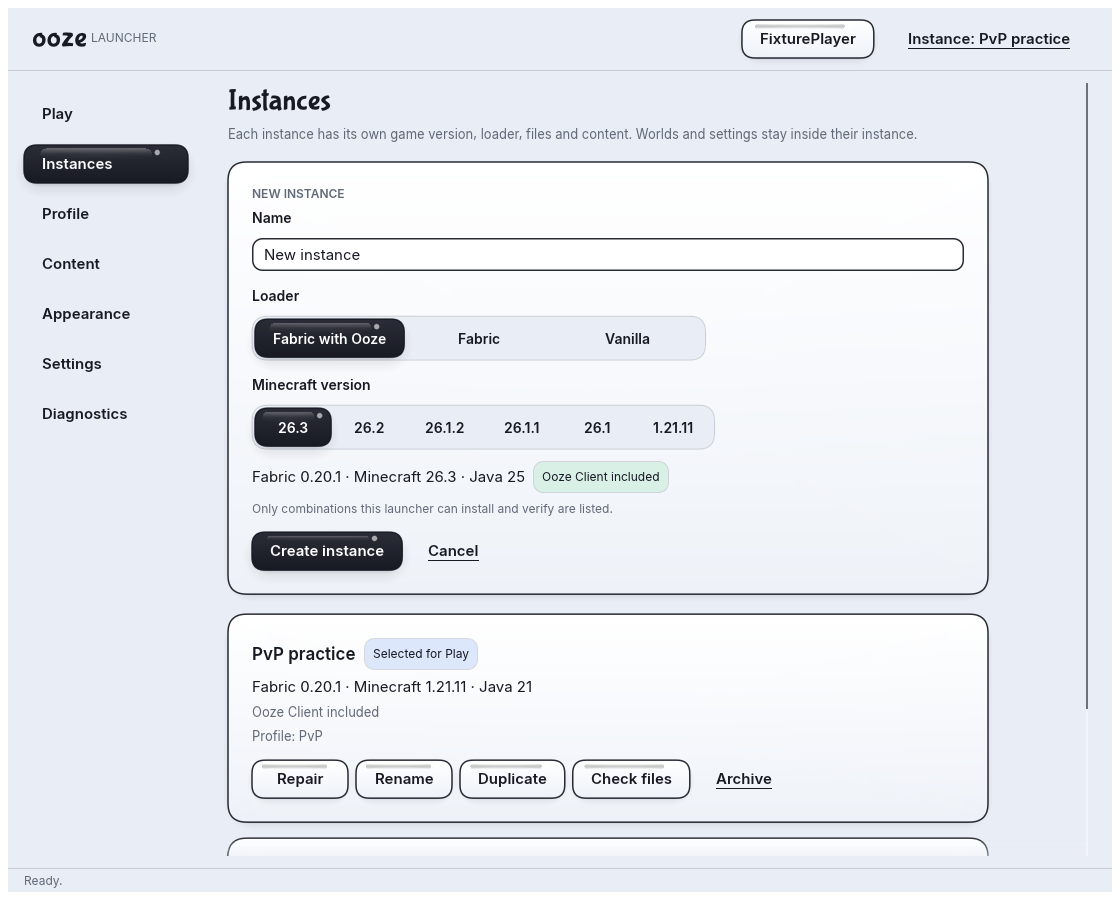 ooze LAUNCHER
FixturePlayer
Instance: PvP practice
Play
Instances
Profile
Content
Appearance
Settings
Diagnostics
Instances
Each instance has its own game version, loader, files and content. Worlds and settings stay inside their instance.
NEW INSTANCE
Name
New instance
Loader
Fabric with Ooze Fabric Vanilla
Minecraft version
26.3 26.2 26.1.2 26.1.1 26.1 1.21.11
Fabric 0.20.1 · Minecraft 26.3 · Java 25 Ooze Client included
Only combinations this launcher can install and verify are listed.
Create instance Cancel
PvP practice Selected for Play
Fabric 0.20.1 · Minecraft 1.21.11 · Java 21
Ooze Client included
Profile: PvP
Repair Rename Duplicate Check files Archive
Ready.